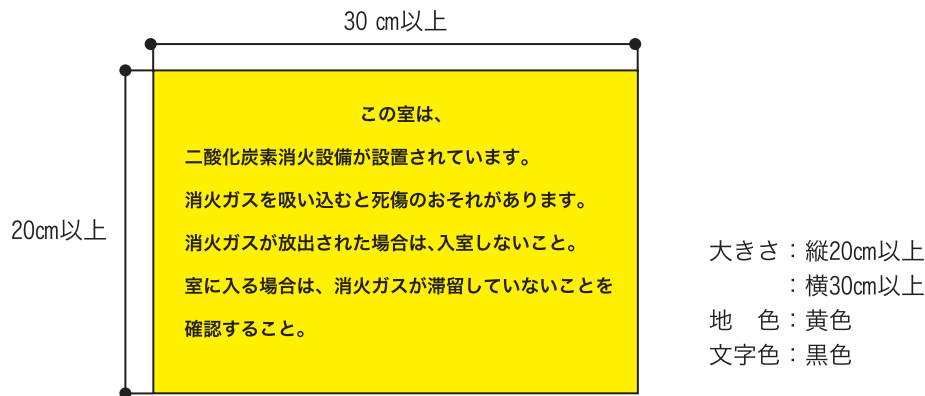 30 cm以上
20cm以上
この室は、
二酸化炭素消火設備が設置されています。
消火ガスを吸い込むと死傷のおそれがあります。
消火ガスが放出された場合は、入室しないこと。
室に入る場合は、消火ガスが滞留していないことを
確認すること。
大きさ：縦20cm以上
：横30cm以上
地　色：黄色
文字色：黒色